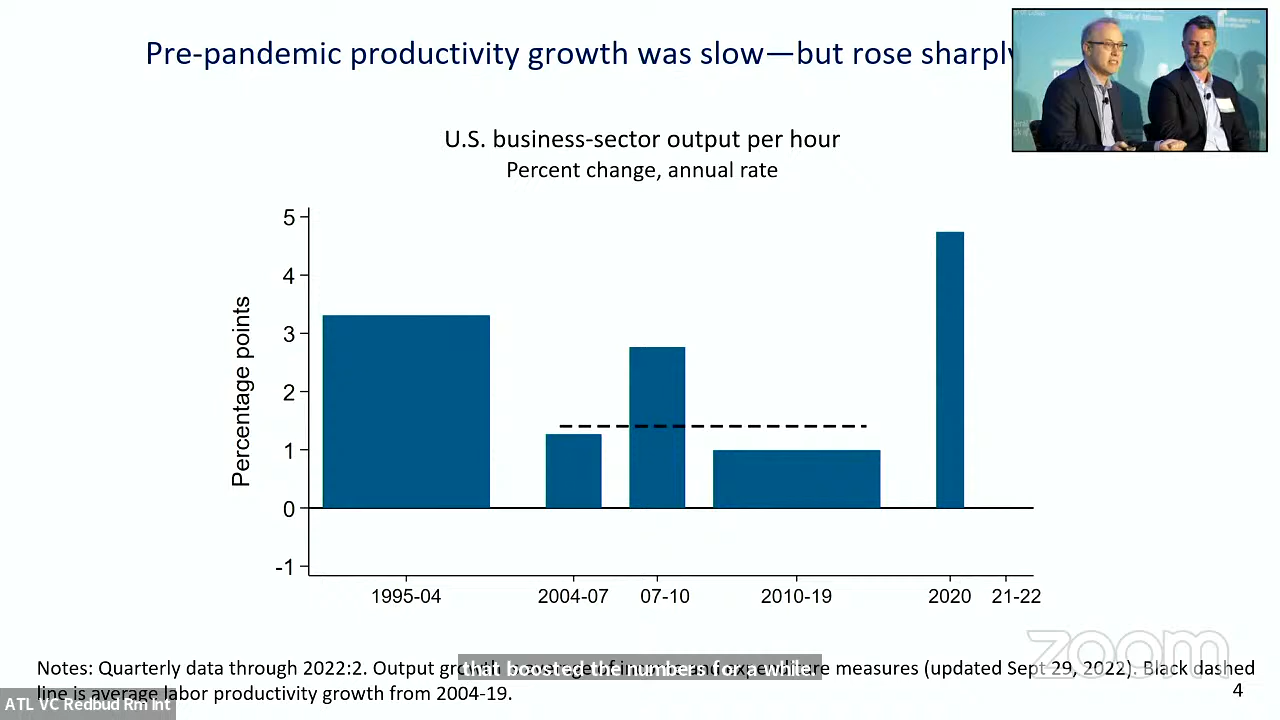 Pre-pandemic productivity growth was slow—but rose sharply
U.S. business-sector output per hour
Percent change, annual rate
Percentage points
5
4
3
2
1
0
-1
1995-04
2004-07
07-10
2010-19
2020
21-22
zoom
Notes: Quarterly data through 2022:2. Output measures (updated Sept 29, 2022). Black dashed
that boosted the numbers for a while
line is average labor productivity growth from 2004-19.
4
ATL VC Redbud Rm Int